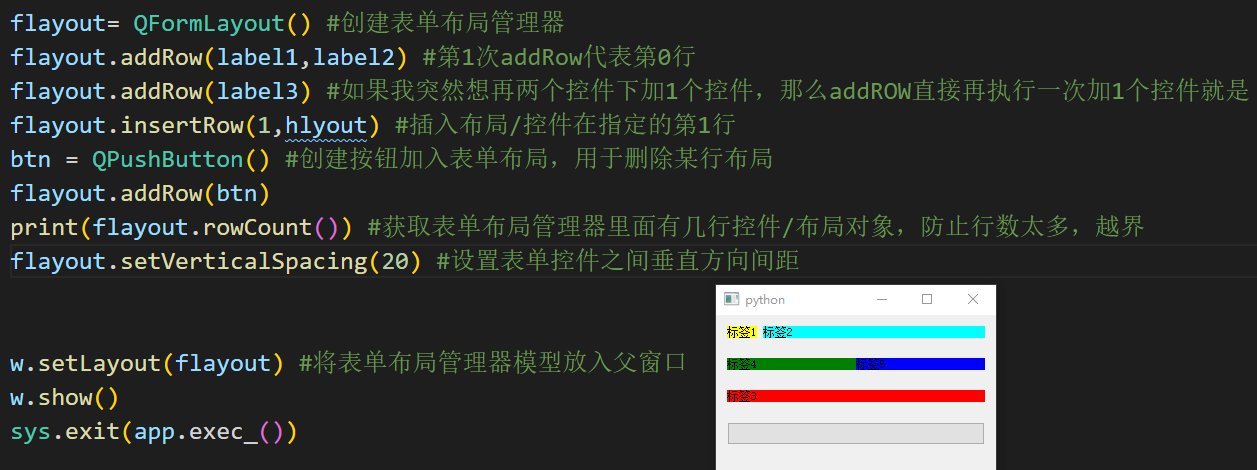 flayout= QFormLayout() #创建表单布局管理器
flayout.addRow(label1,label2) #第1次addRow代表第0行
flayout.addRow(label3) #如果我突然想再两个控件下加1个控件，那么addROW直接再执行一次加1个控件就是
flayout.insertRow(1,hlyout) #插入布局/控件在指定的第1行
btn = QPushButton() #创建按钮加入表单布局，用于删除某行布局
flayout.addRow(btn)
print(flayout.rowCount()) #获取表单布局管理器里面有几行控件/布局对象，防止行数太多，越界
flayout.setVerticalSpacing(20) #设置表单控件之间垂直方向间距
w.setLayout(flayout) #将表单布局管理器模型放入父窗口
w.show()
sys.exit(app.exec_())
python
标签1 标签2
标签4 标签5
标签3